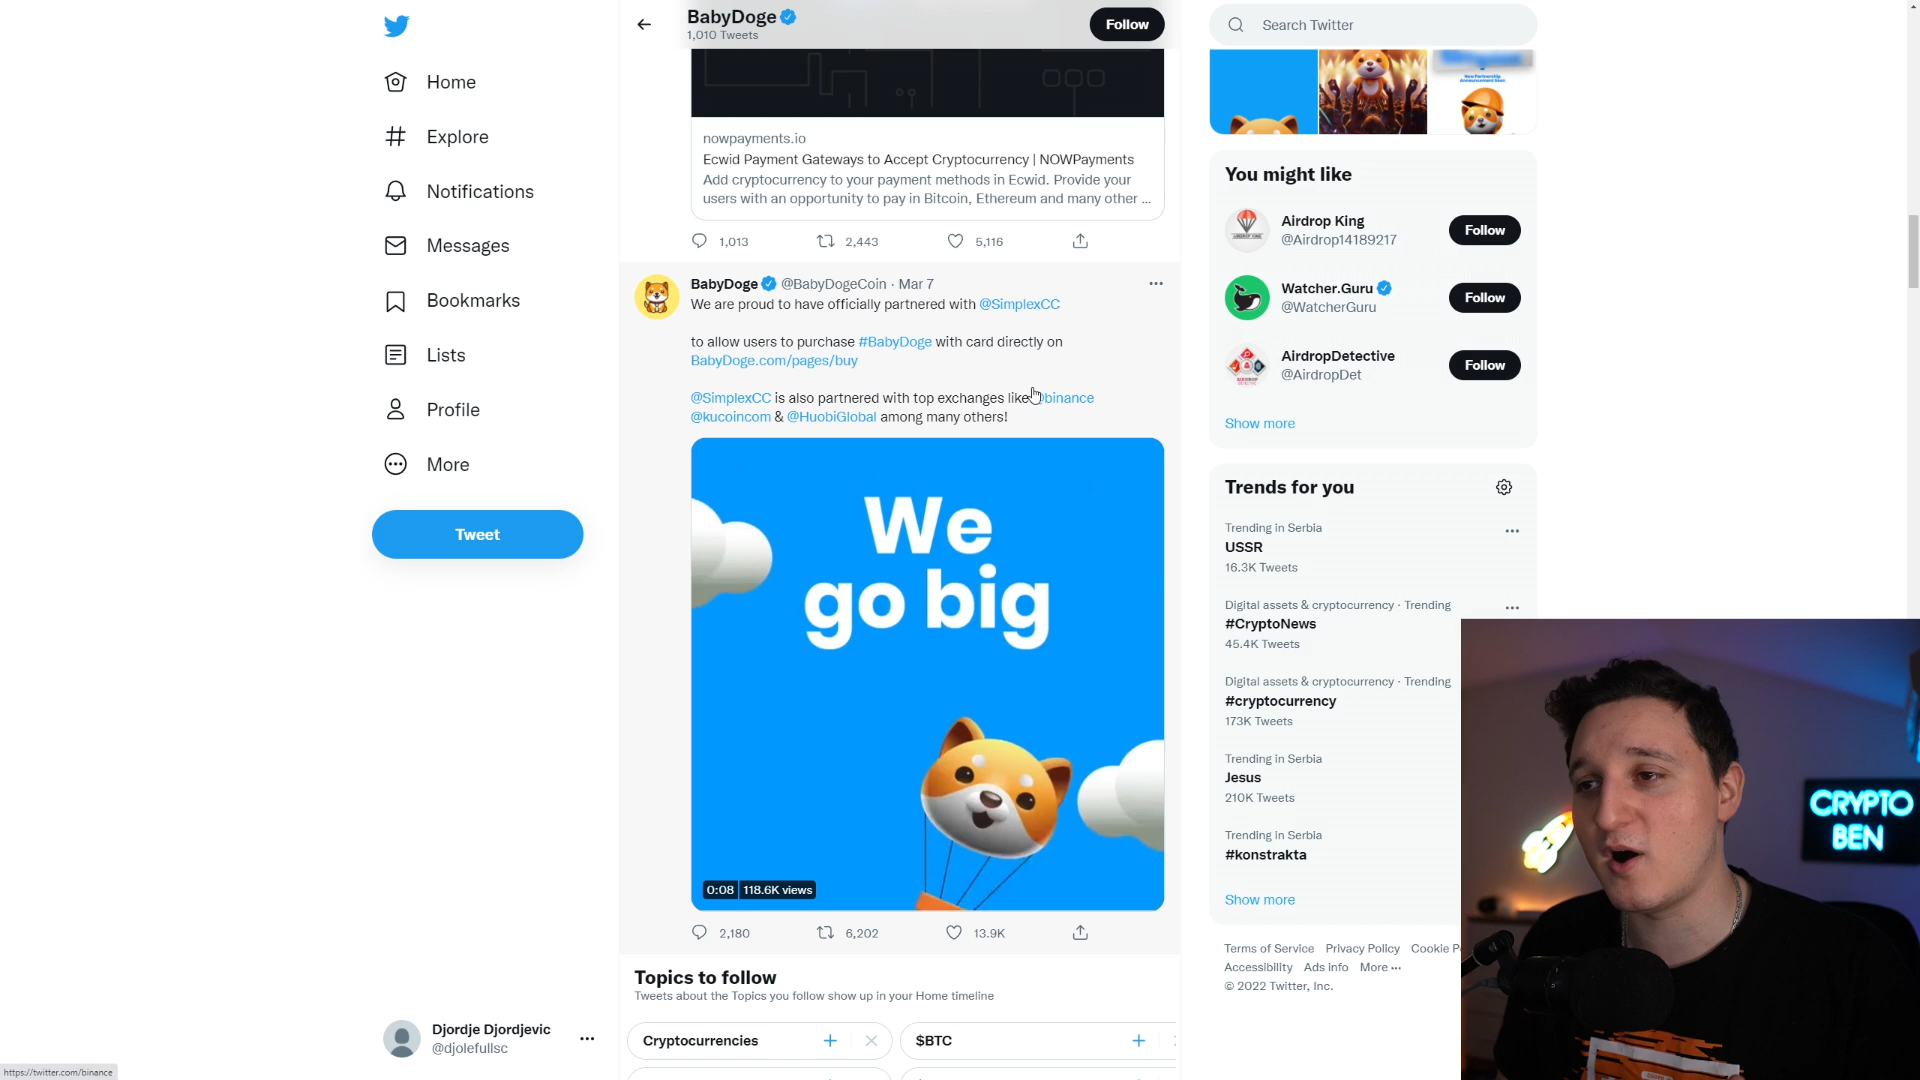 BabyDoge
1,010 Tweets
Follow
Search Twitter
Home
Explore
Notifications
Messages
Bookmarks
Lists
Profile
More
Tweet
Djordje Djordjevic
@djolefullsc
https://twitter.com/binance
nowpayments.io
Ecwid Payment Gateways to Accept Cryptocurrency | NOWPayments
Add cryptocurrency to your payment methods in Ecwid. Provide your
users with an opportunity to pay in Bitcoin, Ethereum and many other ...
1,013 2,443 5,116
BabyDoge @BabyDogeCoin · Mar 7
We are proud to have officially partnered with @SimplexCC
to allow users to purchase #BabyDoge with card directly on
BabyDoge.com/pages/buy
@SimplexCC is also partnered with top exchanges like @binance
@kucoincom & @HuobiGlobal among many others!
We
go big
0:08 118.6K views
2,180 6,202 13.9K
Topics to follow
Tweets about the Topics you follow show up in your Home timeline
Cryptocurrencies
$BTC
New Partnership
Announcement Soon
You might like
Airdrop King
@Airdrop14189217
Follow
Watcher.Guru
@WatcherGuru
Follow
AirdropDetective
@AirdropDet
Follow
Show more
Trends for you
Trending in Serbia
USSR
16.3K Tweets
Digital assets & cryptocurrency · Trending
#CryptoNews
45.4K Tweets
Digital assets & cryptocurrency · Trending
#cryptocurrency
173K Tweets
Trending in Serbia
Jesus
210K Tweets
Trending in Serbia
#konstrakta
Show more
Terms of Service Privacy Policy Cookie P
Accessibility Ads info More ···
© 2022 Twitter, Inc.
CRYPTO
BEN